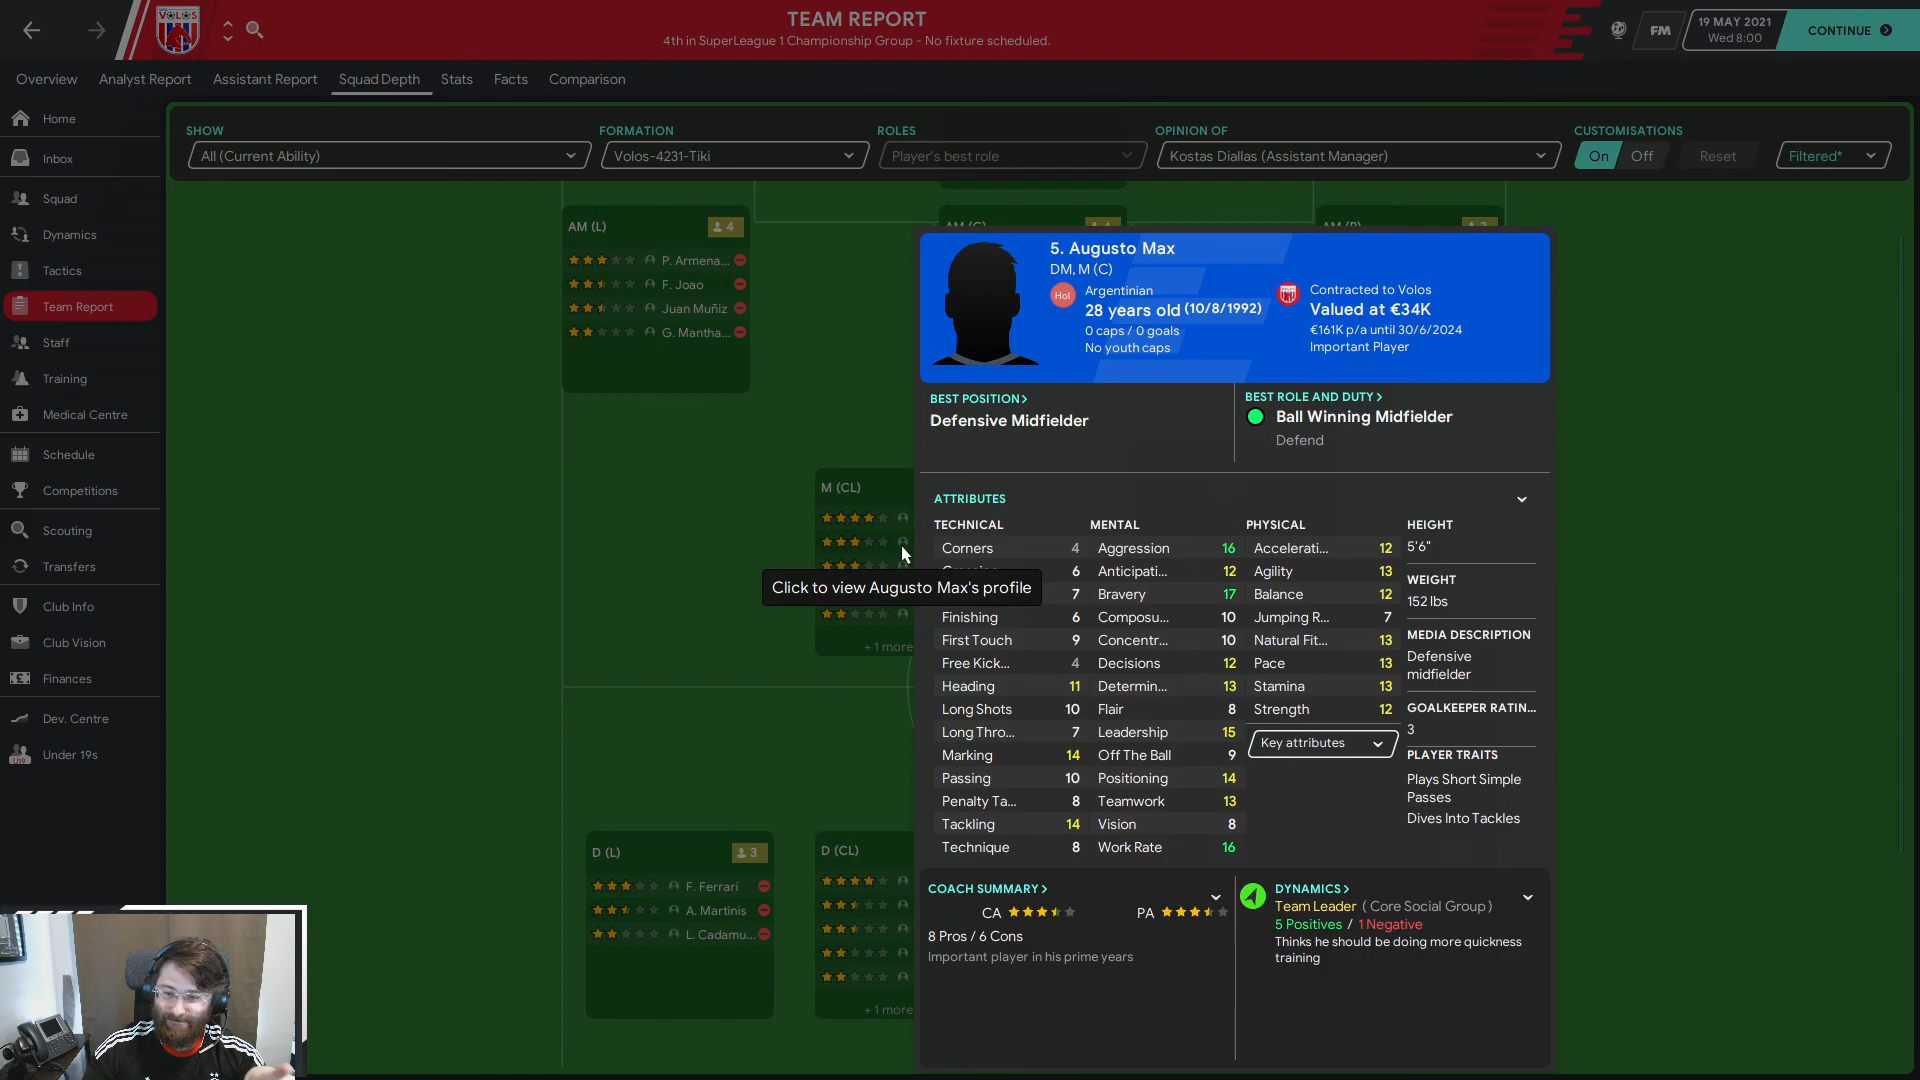 VOLOS
TEAM REPORT
4th in SuperLeague 1 Championship Group - No fixture scheduled.
FM
19 MAY 2021
Wed 8:00
CONTINUE
Overview
Analyst Report
Assistant Report
Squad Depth
Stats
Facts
Comparison
Home
Inbox
Squad
Dynamics
Tactics
Team Report
Staff
Training
Medical Centre
Schedule
Competitions
Scouting
Transfers
Club Info
Club Vision
Finances
Dev. Centre
U19
Under 19s
SHOW
All (Current Ability)
FORMATION
Volos-4231-Tiki
ROLES
Player's best role
OPINION OF
Kostas Diallas (Assistant Manager)
CUSTOMISATIONS
On
Off
Reset
Filtered*
AM (L)
4
P. Armena...
F. Joao
Juan Muñiz
G. Mantha...
M (CL)
+ 1 more
D (L)
3
F. Ferrari
A. Martinis
L. Cadamu...
D (CL)
+ 1 more
Click to view Augusto Max's profile
5. Augusto Max
DM, M (C)
Hol
Argentinian
28 years old (10/8/1992)
0 caps / 0 goals
No youth caps
Contracted to Volos
Valued at €34K
€161K p/a until 30/6/2024
Important Player
BEST POSITION>
Defensive Midfielder
BEST ROLE AND DUTY>
Ball Winning Midfielder
Defend
ATTRIBUTES
TECHNICAL
Corners 4
6
7
Finishing 6
First Touch 9
Free Kick... 4
Heading 11
Long Shots 10
Long Thro... 7
Marking 14
Passing 10
Penalty Ta... 8
Tackling 14
Technique 8
MENTAL
Aggression 16
Anticipati... 12
Bravery 17
Composu... 10
Concentr... 10
Decisions 12
Determin... 13
Flair 8
Leadership 15
Off The Ball 9
Positioning 14
Teamwork 13
Vision 8
Work Rate 16
PHYSICAL
Accelerati... 12
Agility 13
Balance 12
Jumping R... 7
Natural Fit... 13
Pace 13
Stamina 13
Strength 12
Key attributes
HEIGHT
5'6"
WEIGHT
152 lbs
MEDIA DESCRIPTION
Defensive
midfielder
GOALKEEPER RATIN...
3
PLAYER TRAITS
Plays Short Simple
Passes
Dives Into Tackles
COACH SUMMARY>
CA
PA
8 Pros / 6 Cons
Important player in his prime years
DYNAMICS>
Team Leader ( Core Social Group )
5 Positives / 1 Negative
Thinks he should be doing more quickness
training